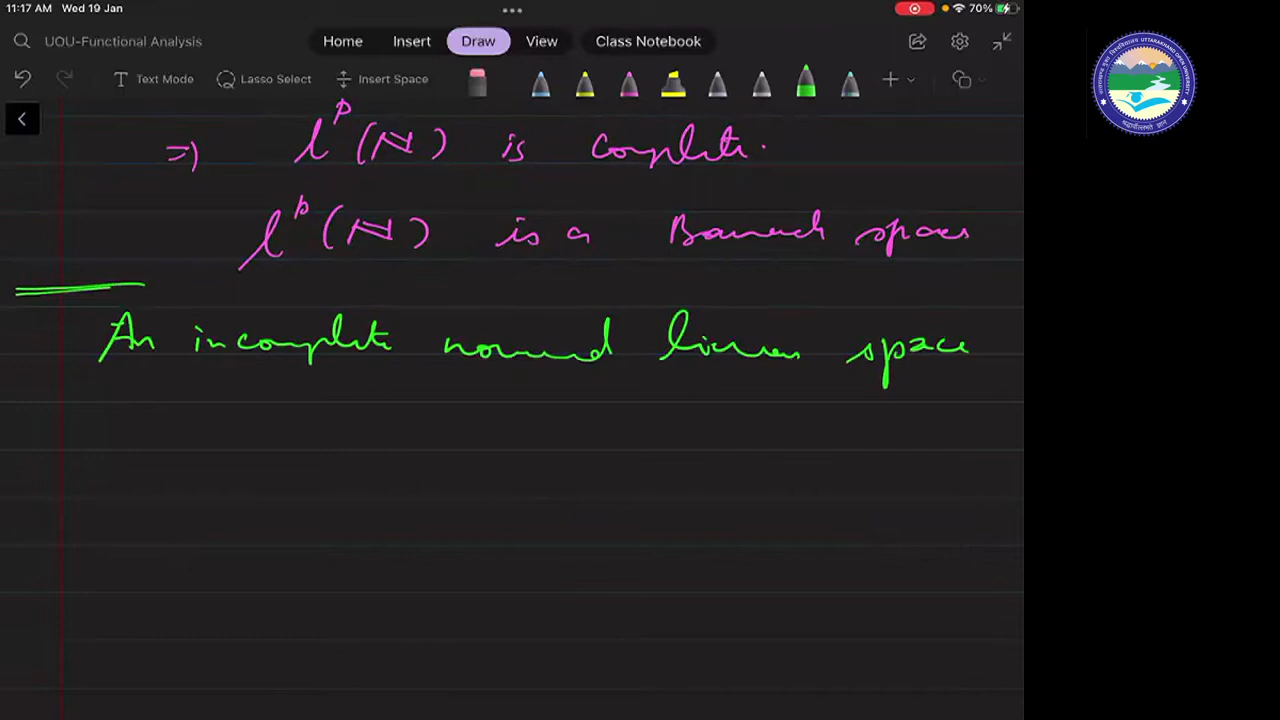 11:17 AM Wed 19 Jan
70%
UOU-Functional Analysis
Home Insert Draw View Class Notebook
Text Mode Lasso Select Insert Space
=> l^p (N) is complete.
l^p (N) is a Banach space
An incomplete normed linear space